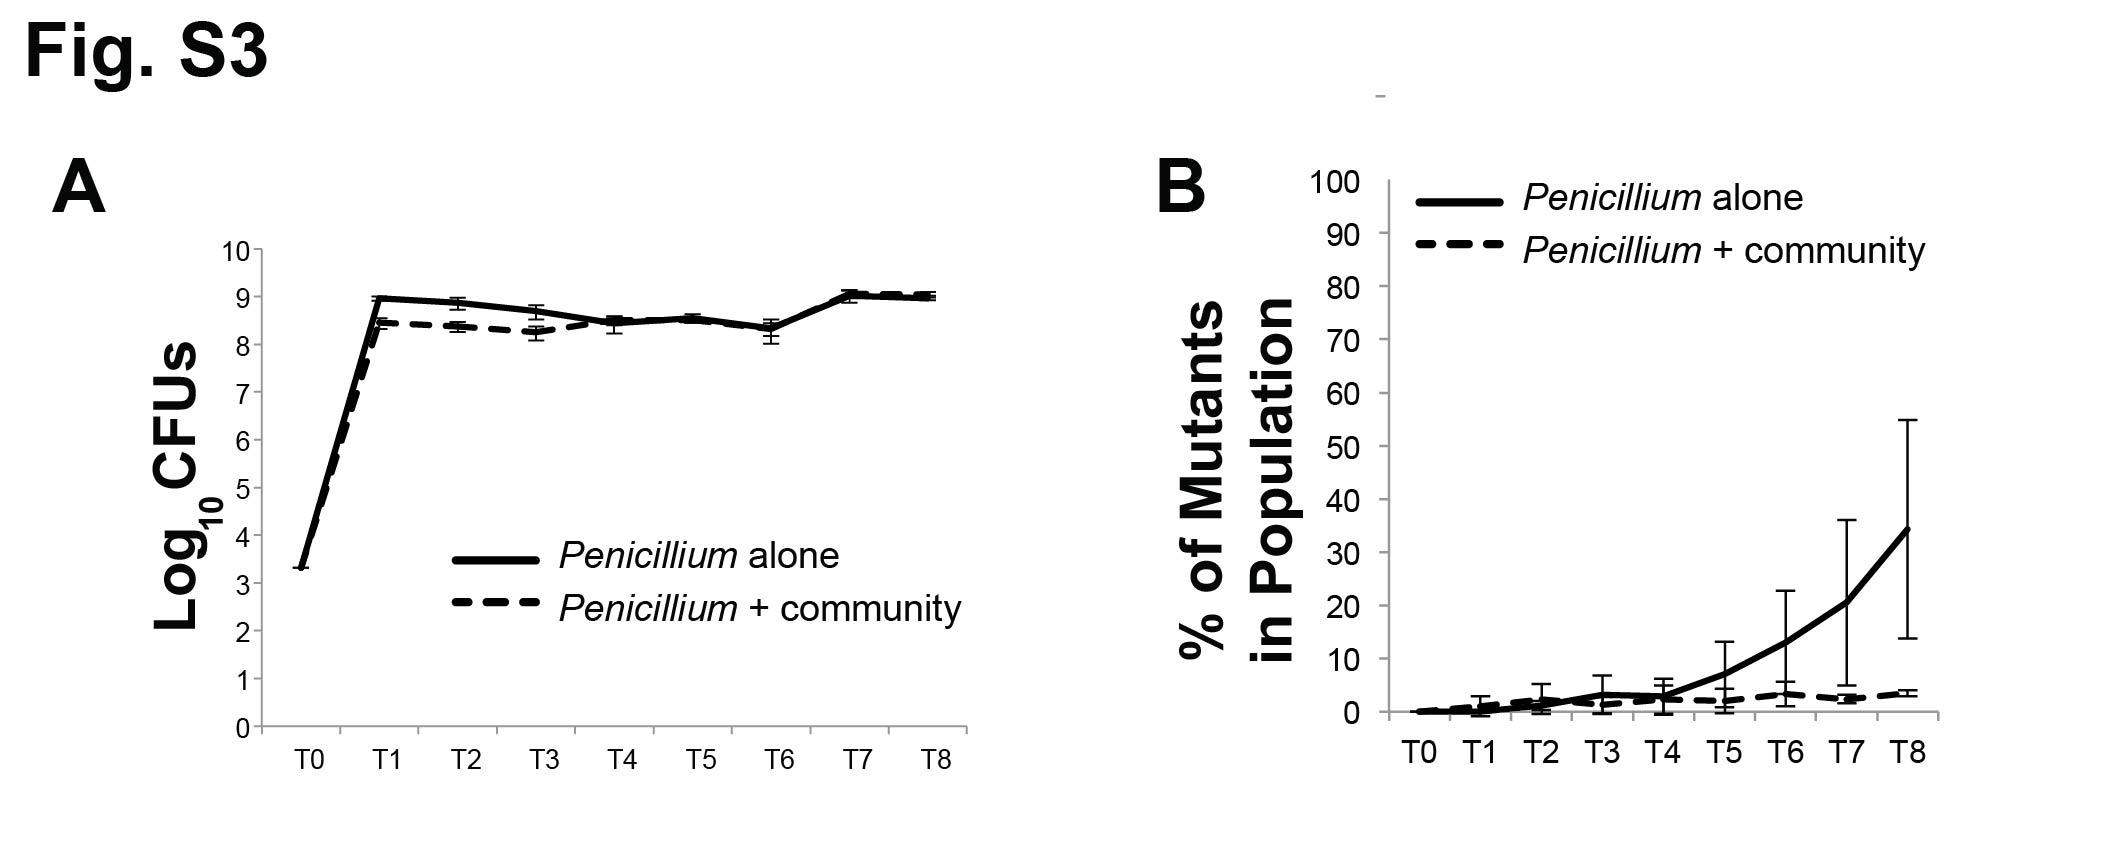 Fig. S3
A
Log10 CFUs
10
9
8
7
6
5
4
3
2
1
0
Penicillium alone
Penicillium + community
T0 T1 T2 T3 T4 T5 T6 T7 T8
B
% of Mutants
in Population
100
90
80
70
60
50
40
30
20
10
0
Penicillium alone
Penicillium + community
T0 T1 T2 T3 T4 T5 T6 T7 T8